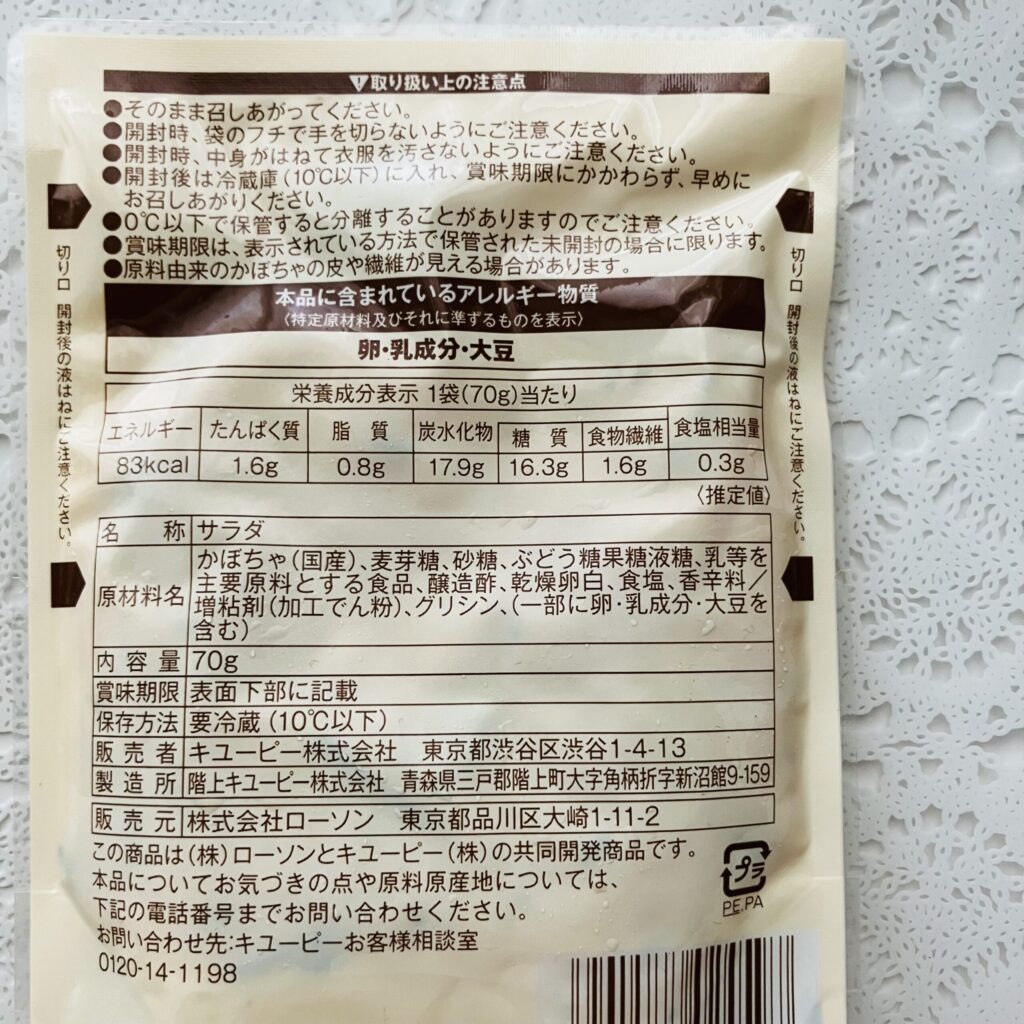 取り扱い上の注意点
●そのまま召しあがってください。
●開封時、袋のフチで手を切らないようにご注意ください。
●開封時、中身がはねて衣服を汚さないようにご注意ください。
●開封後は冷蔵庫(10℃以下)に入れ、賞味期限にかかわらず、早めに
お召しあがりください。
●0℃以下で保管すると分離することがありますのでご注意ください。
●賞味期限は、表示されている方法で保管された未開封の場合に限ります。
●原料由来のかぼちゃの皮や繊維が見える場合があります。
切り口 開封後の液はねにご注意ください。
切り口 開封後の液はねにご注意ください。
本品に含まれているアレルギー物質
〈特定原材料及びそれに準ずるものを表示〉
卵・乳成分・大豆
栄養成分表示 1袋(70g)当たり
エネルギー たんぱく質 脂質 炭水化物 糖質 食物繊維 食塩相当量
83kcal 1.6g 0.8g 17.9g 16.3g 1.6g 0.3g
〈推定値〉
名称 サラダ
原材料名 かぼちゃ(国産)、麦芽糖、砂糖、ぶどう糖果糖液糖、乳等を
主要原料とする食品、醸造酢、乾燥卵白、食塩、香辛料/
増粘剤(加工でん粉)、グリシン、(一部に卵・乳成分・大豆を
含む)
内容量 70g
賞味期限 表面下部に記載
保存方法 要冷蔵(10℃以下)
販売者 キユーピー株式会社 東京都渋谷区渋谷1-4-13
製造所 階上キユーピー株式会社 青森県三戸郡階上町大字角柄折字新沼館9-159
販売元 株式会社ローソン 東京都品川区大崎1-11-2
この商品は(株)ローソンとキユーピー(株)の共同開発商品です。
本品についてお気づきの点や原料原産地については、
下記の電話番号までお問い合わせください。
お問い合わせ先:キユーピーお客様相談室
0120-14-1198
プラ
PE,PA